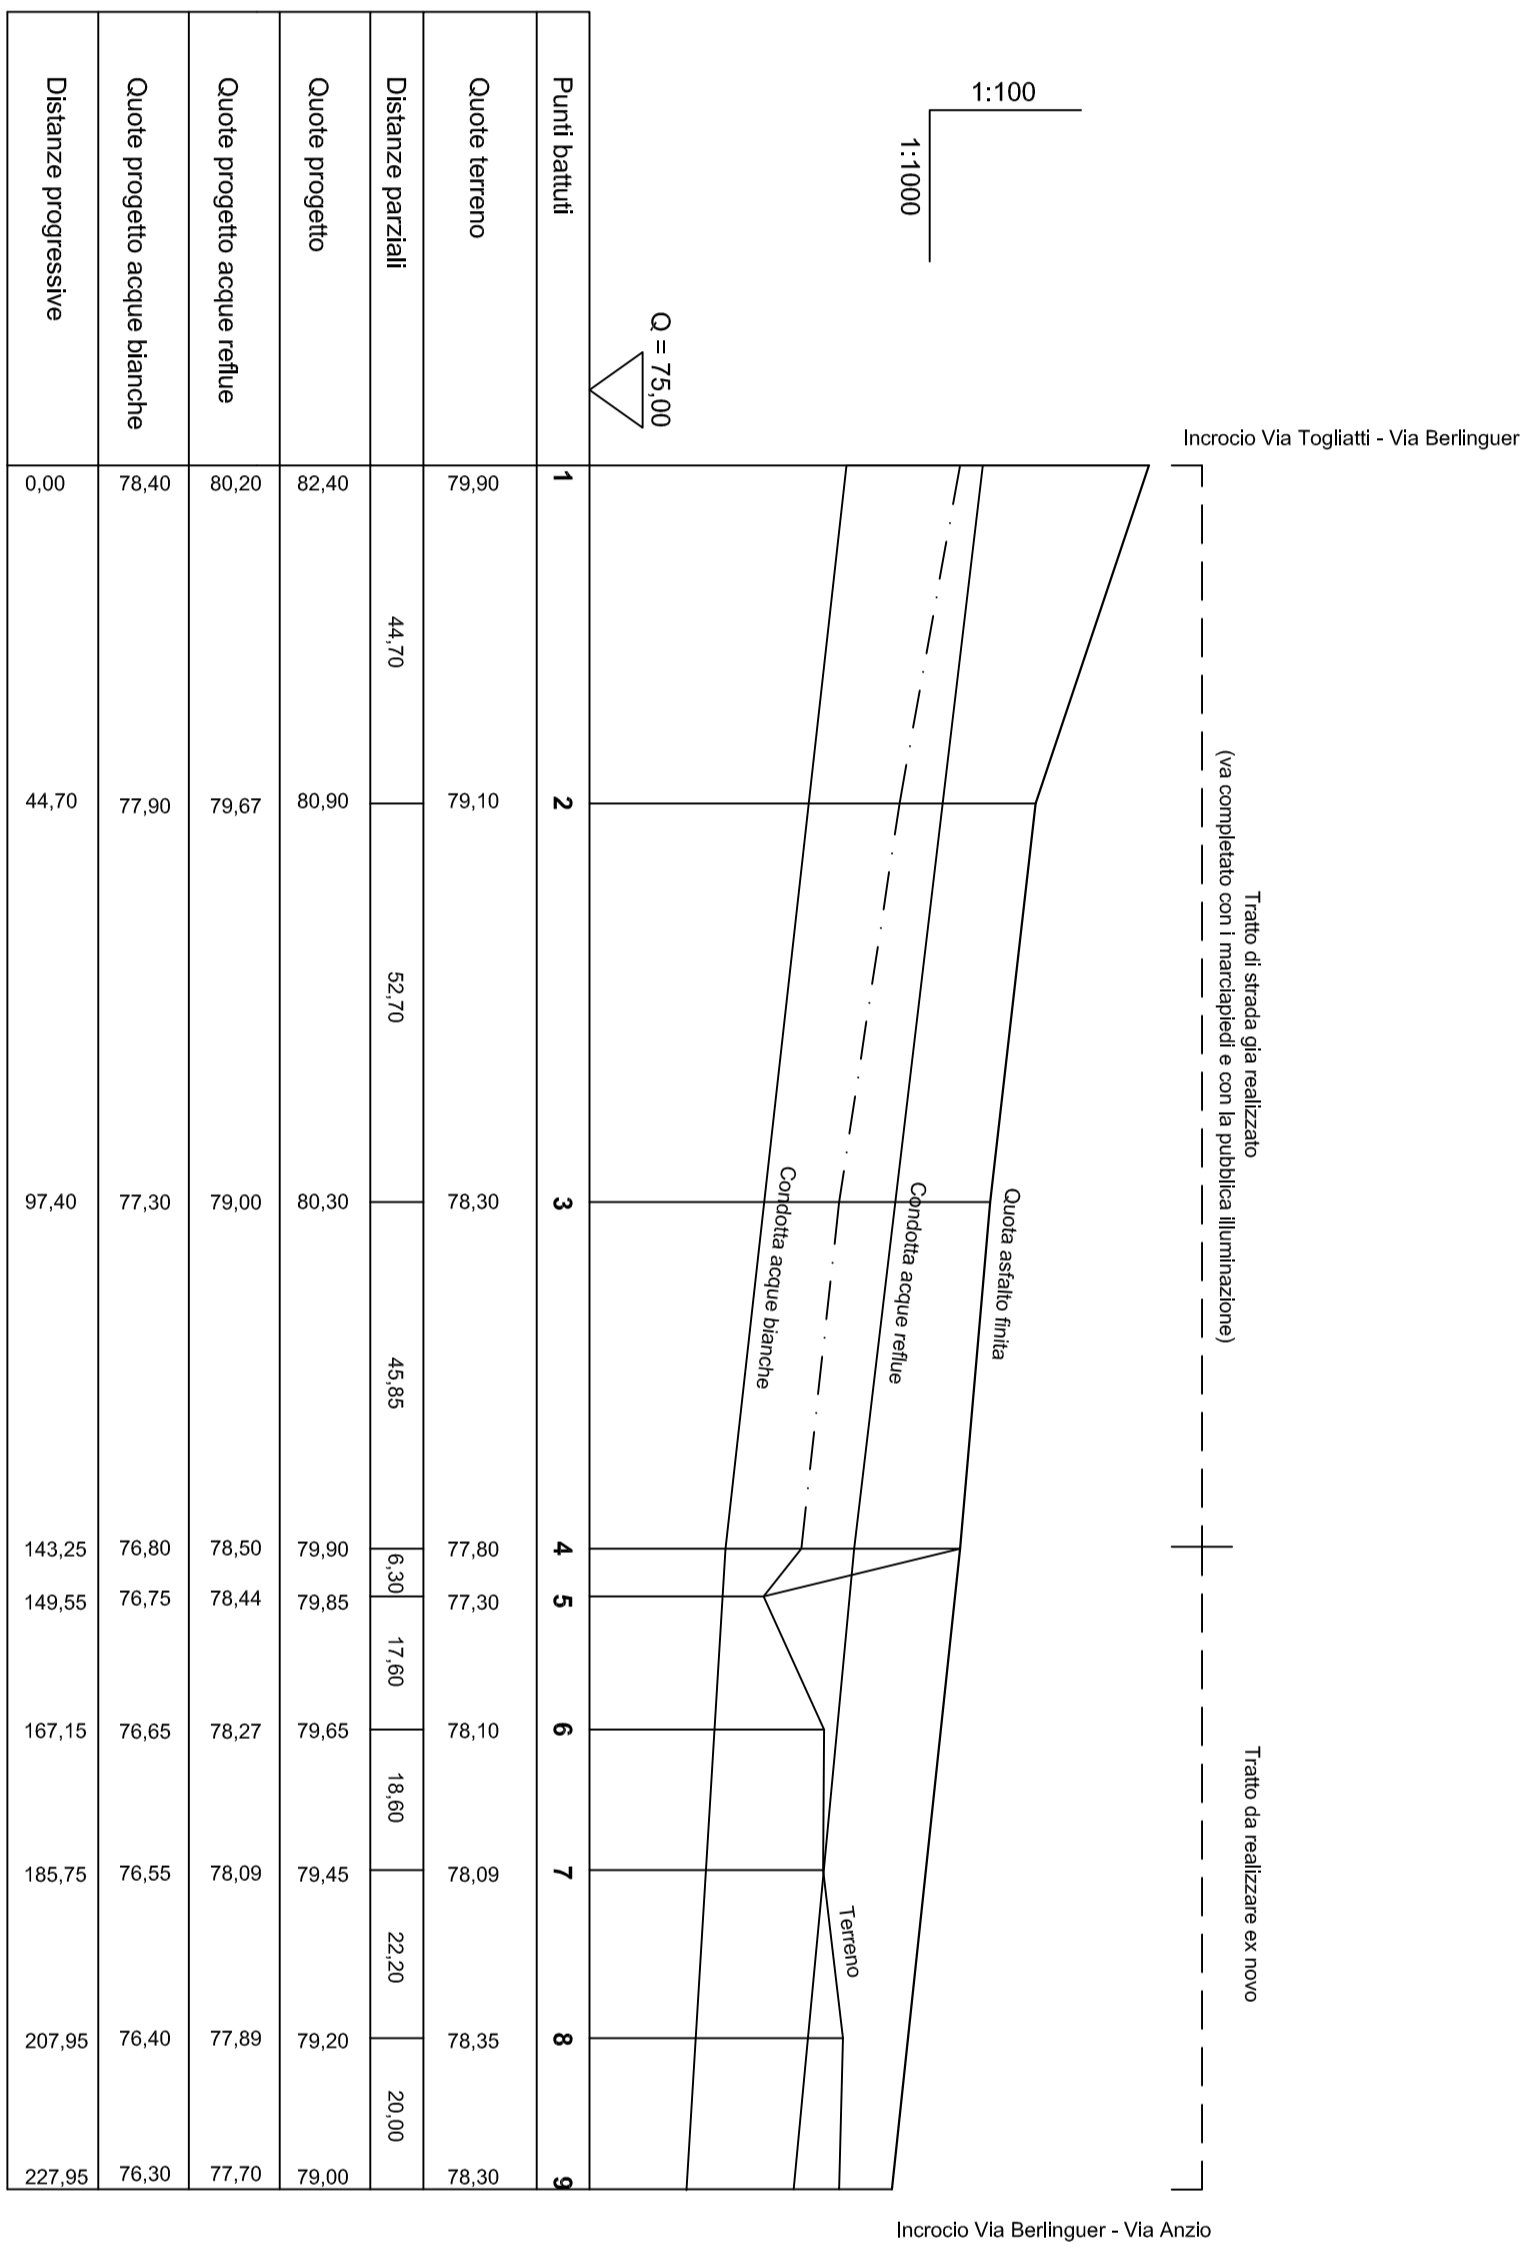 1:100
1:1000
Q = 75,00
Incrocio Via Togliatti - Via Berlinguer
Tratto di strada gia realizzato
(va completato con i marciapiedi e con la pubblica illuminazione)
Tratto da realizzare ex novo
Quota asfalto finita
Condotta acque reflue
Condotta acque bianche
Terreno
Incrocio Via Berlinguer - Via Anzio
Punti battuti 1 2 3 4 5 6 7 8 9
Quote terreno 79,90 79,10 78,30 77,80 77,30 78,10 78,09 78,35 78,30
Distanze parziali 44,70 52,70 45,85 6,30 17,60 18,60 22,20 20,00
Quote progetto 82,40 80,90 80,30 79,90 79,85 79,65 79,45 79,20 79,00
Quote progetto acque reflue 80,20 79,67 79,00 78,50 78,44 78,27 78,09 77,89 77,70
Quote progetto acque bianche 78,40 77,90 77,30 76,80 76,75 76,65 76,55 76,40 76,30
Distanze progressive 0,00 44,70 97,40 143,25 149,55 167,15 185,75 207,95 227,95